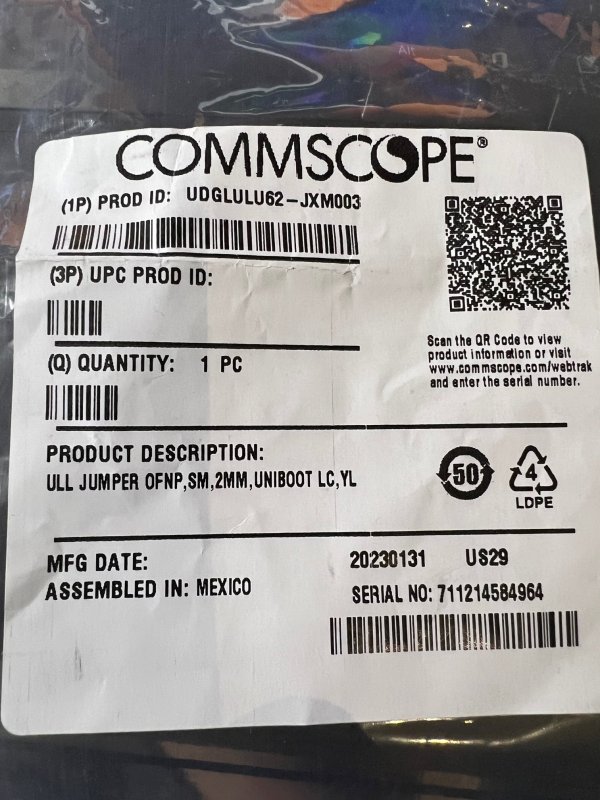 COMMSCOPE®
(1P) PROD ID: UDGLULU62-JXM003
(3P) UPC PROD ID:
(Q) QUANTITY: 1 PC
Scan the QR Code to view
product information or visit
www.commscope.com/webtrak
and enter the serial number.
PRODUCT DESCRIPTION:
ULL JUMPER OFNP,SM,2MM,UNIBOOT LC,YL
50
4
LDPE
MFG DATE: 20230131 US29
ASSEMBLED IN: MEXICO
SERIAL NO: 711214584964